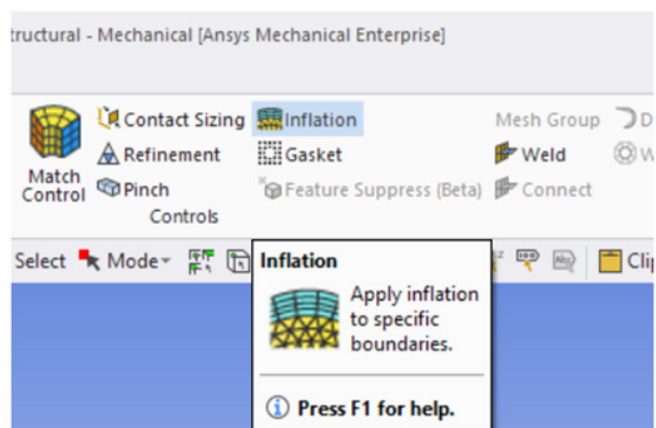 tructural - Mechanical [Ansys Mechanical Enterprise]
Contact Sizing Inflation Mesh Group D
Refinement Gasket Weld W
Match Control
Pinch Feature Suppress (Beta) Connect
Controls
Select Mode Clip
Inflation
Apply inflation
to specific
boundaries.
Press F1 for help.